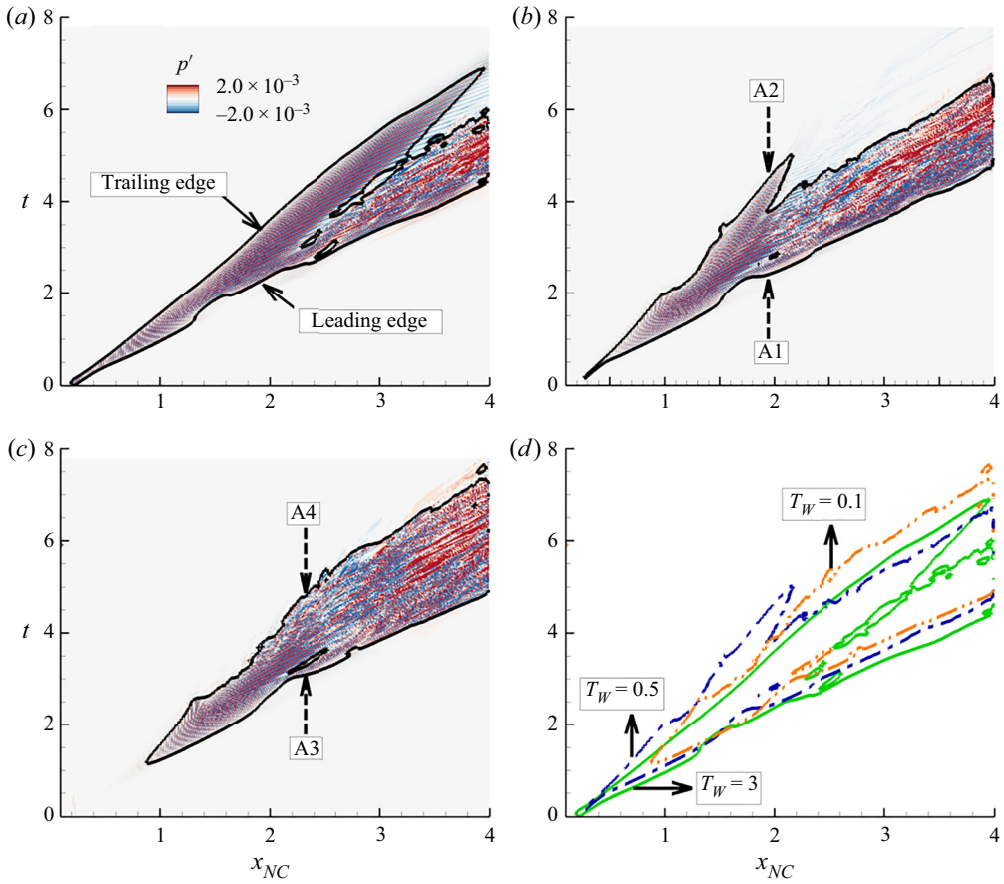 (a)
8
p′
2.0 × 10⁻³
–2.0 × 10⁻³
6
Trailing edge
t
4
2
Leading edge
0
1 2 3 4
(b)
8
A2
6
4
2
A1
0
1 2 3 4
(c)
8
A4
6
t
4
2
A3
0
1 2 3 4
x_NC
(d)
8
T_W = 0.1
6
4
T_W = 0.5
2
T_W = 3
0
1 2 3 4
x_NC